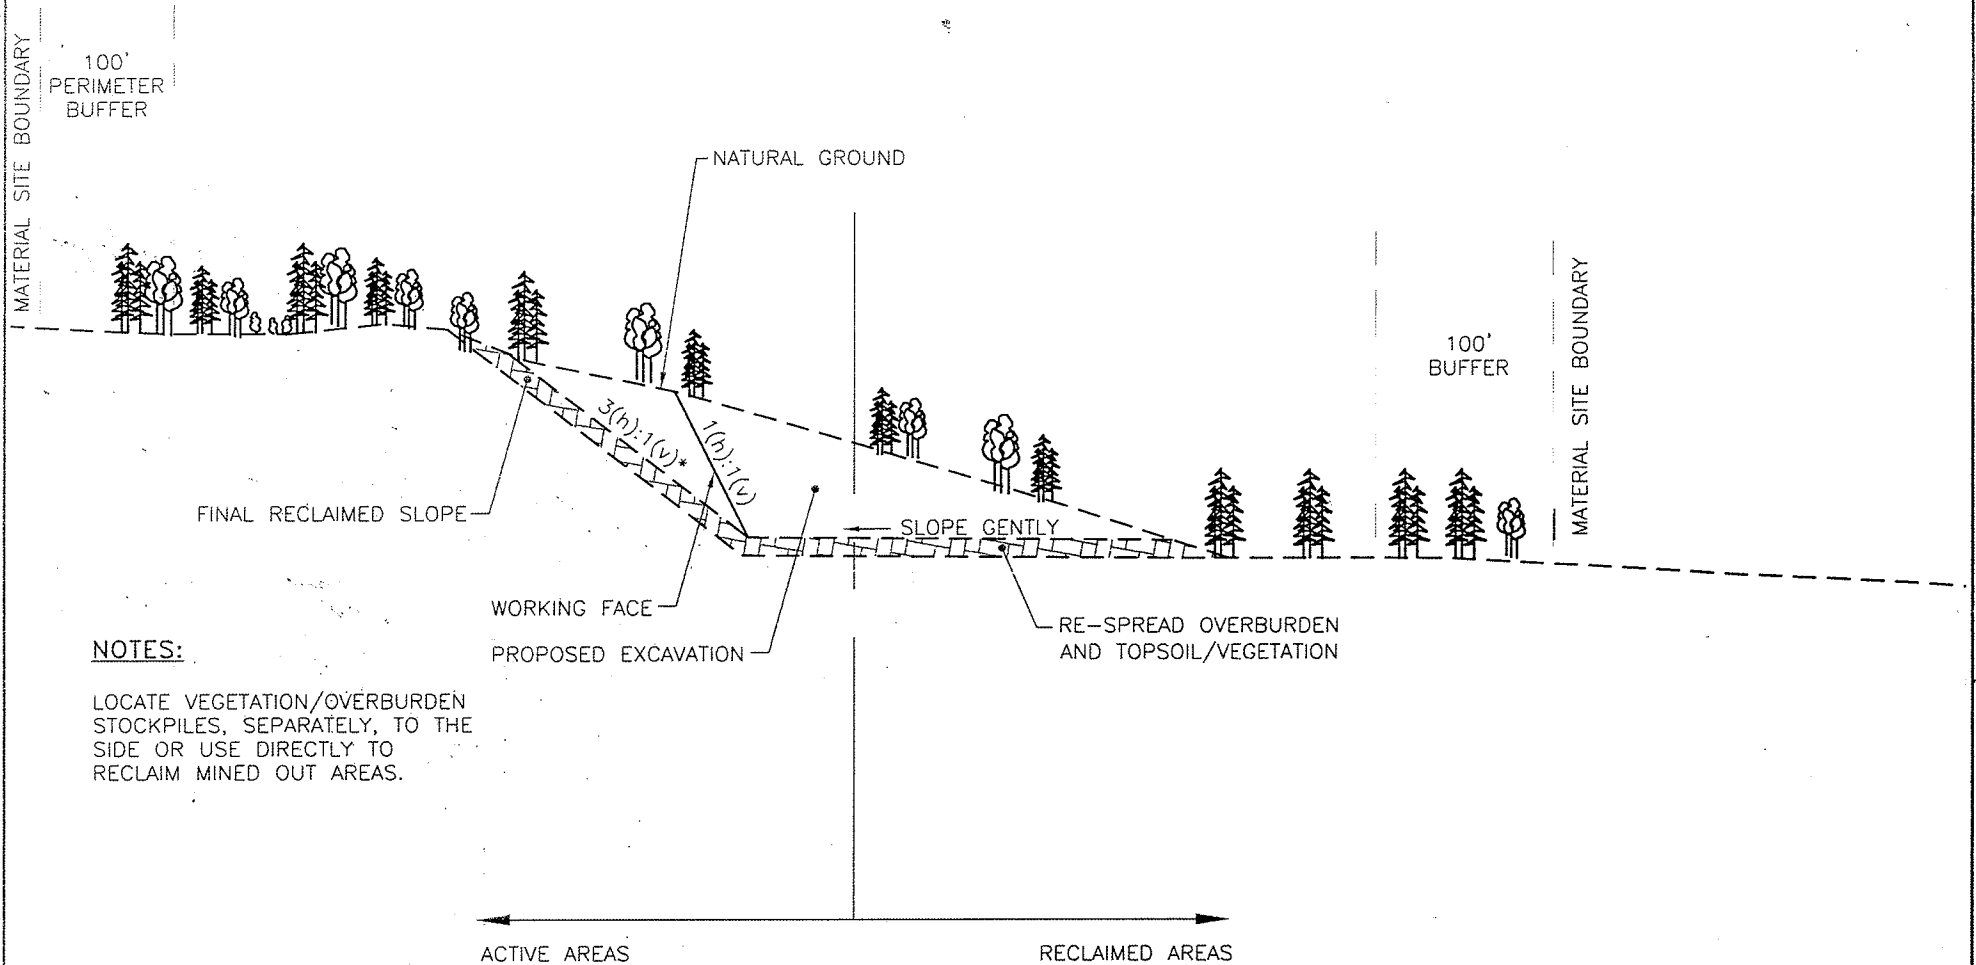 MATERIAL SITE BOUNDARY
100'
PERIMETER
BUFFER
NATURAL GROUND
100'
BUFFER
MATERIAL SITE BOUNDARY
3(h):1(v)*
1(h):1(v)
FINAL RECLAIMED SLOPE
SLOPE GENTLY
WORKING FACE
PROPOSED EXCAVATION
RE-SPREAD OVERBURDEN
AND TOPSOIL/VEGETATION
NOTES:
LOCATE VEGETATION/OVERBURDEN
STOCKPILES, SEPARATELY, TO THE
SIDE OR USE DIRECTLY TO
RECLAIM MINED OUT AREAS.
ACTIVE AREAS
RECLAIMED AREAS